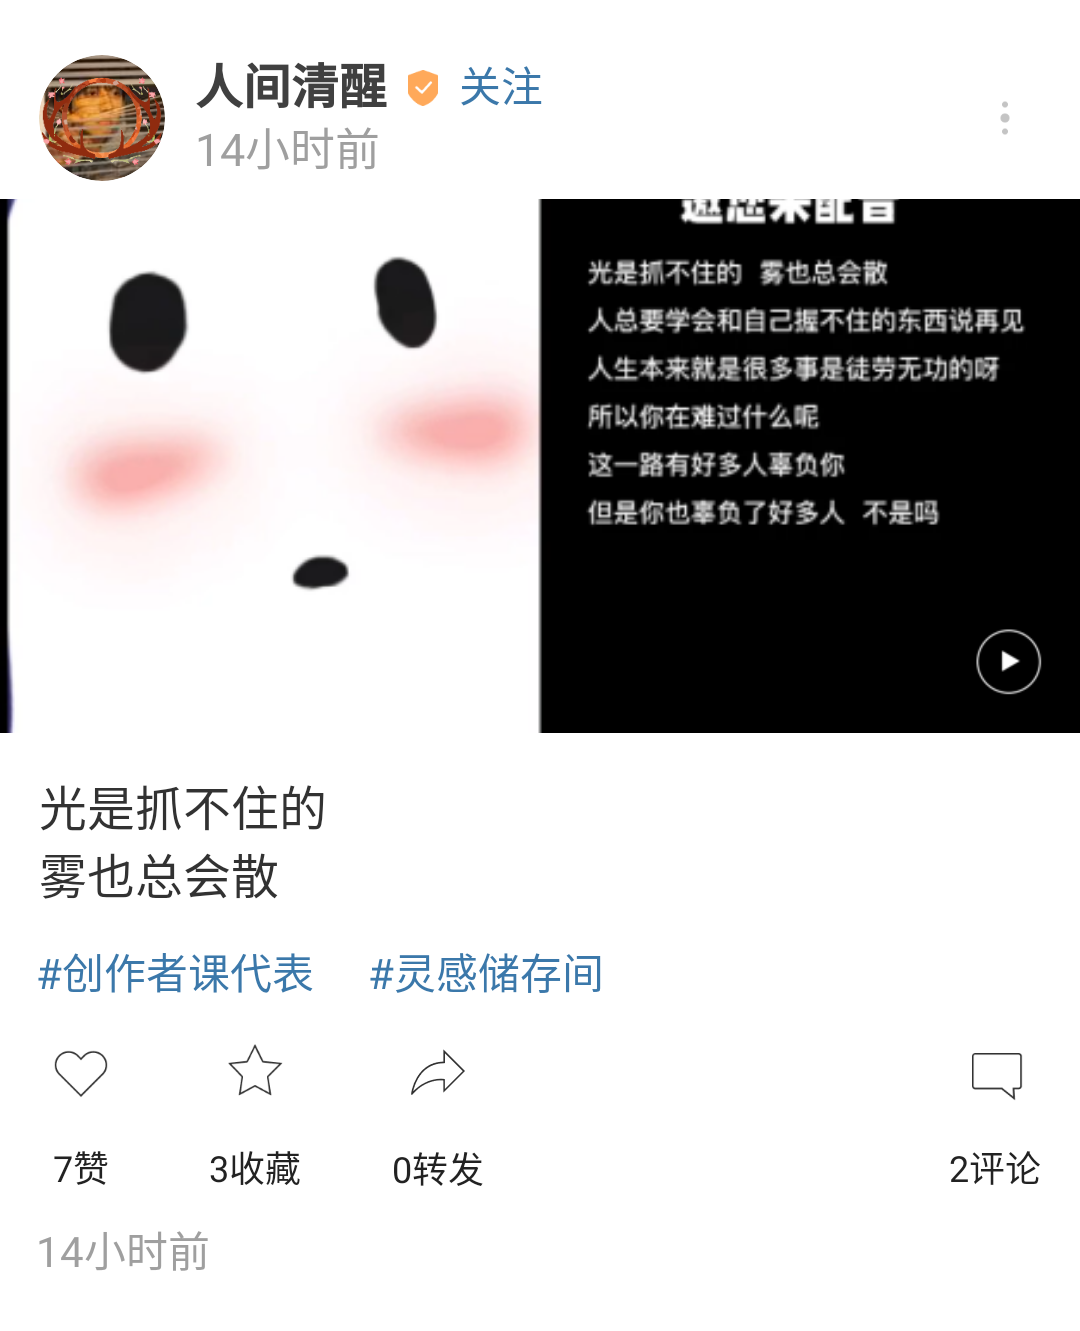 人间清醒 关注
14小时前
邀您来配音
光是抓不住的 雾也总会散
人总要学会和自己握不住的东西说再见
人生本来就是很多事是徒劳无功的呀
所以你在难过什么呢
这一路有好多人辜负你
但是你也辜负了好多人 不是吗
光是抓不住的
雾也总会散
#创作者课代表 #灵感储存间
7赞 3收藏 0转发 2评论
14小时前